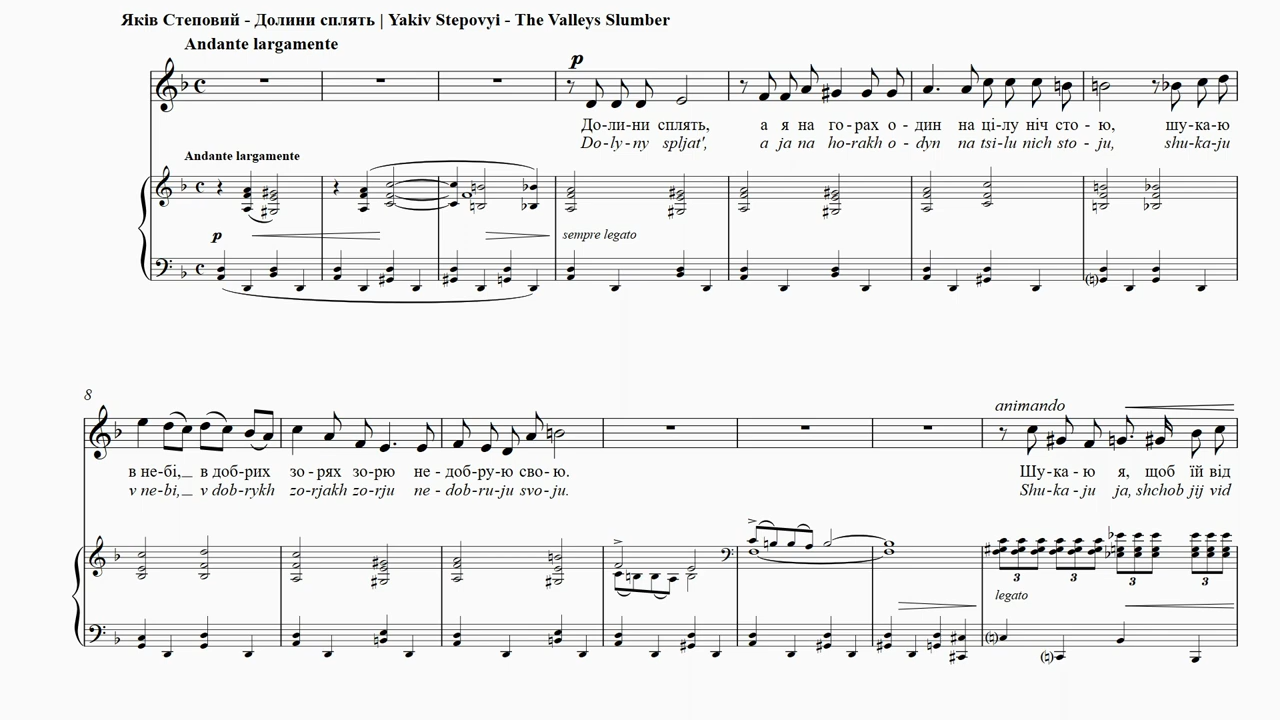 Яків Степовий - Долини сплять | Yakiv Stepovyi - The Valleys Slumber
Andante largamente
p
До-ли-ни сплять, а я на го-рах о-дин на ці-лу ніч сто-ю, шу-ка-ю
Do-ly-ny spljat', a ja na ho-rakh o-dyn na tsi-lu nich sto-ju, shu-ka-ju
Andante largamente
p
sempre legato
8
animando
в не-бі,_ в доб-рих зо-рях зо-рю не-доб-ру-ю сво-ю. Шу-ка-ю я, щоб їй від
v ne-bi,_ v dob-rykh zo-rjakh zo-rju ne-dob-ru-ju svo-ju. Shu-ka-ju ja, shchob jij vid
3 3 3 3
legato